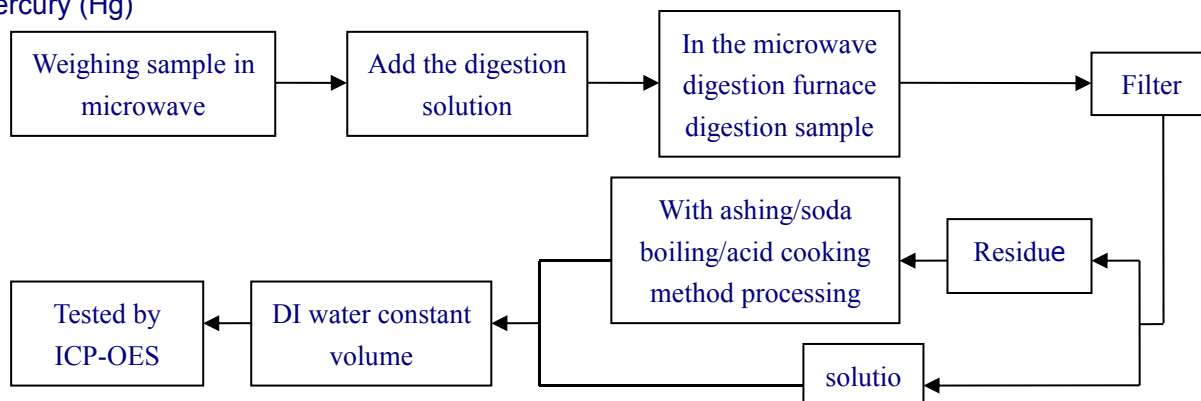 ercury (Hg)
Weighing sample in
microwave
Add the digestion
solution
In the microwave
digestion furnace
digestion sample
Filter
With ashing/soda
boiling/acid cooking
method processing
Residue
Tested by
ICP-OES
DI water constant
volume
solutio